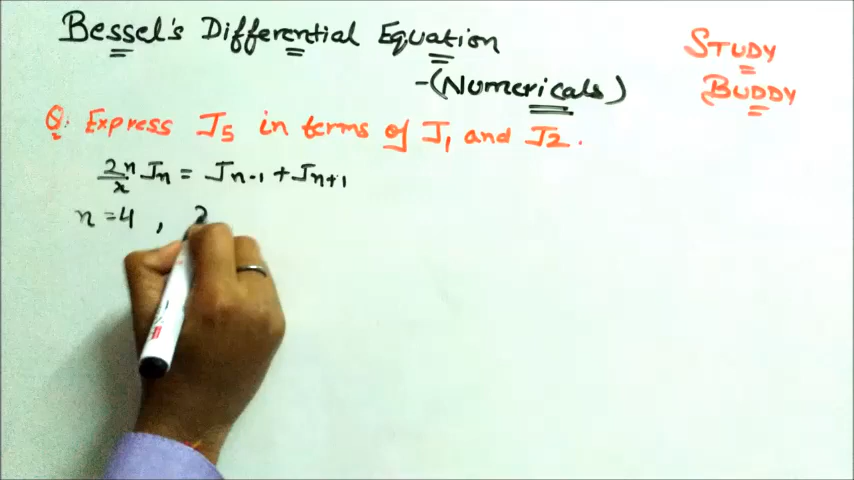 Bessel's Differential Equation
-(Numericals)
STUDY
BUDDY
Q: Express J5 in terms of J1 and J2.
2n/x Jn = Jn-1 + Jn+1
n = 4 , 2